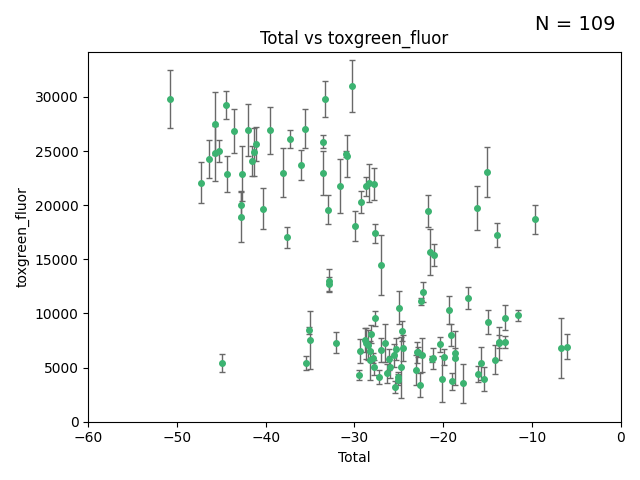 N = 109
Total vs toxgreen_fluor
30000
25000
20000
15000
10000
5000
0
toxgreen_fluor
−60 −50 −40 −30 −20 −10 0
Total